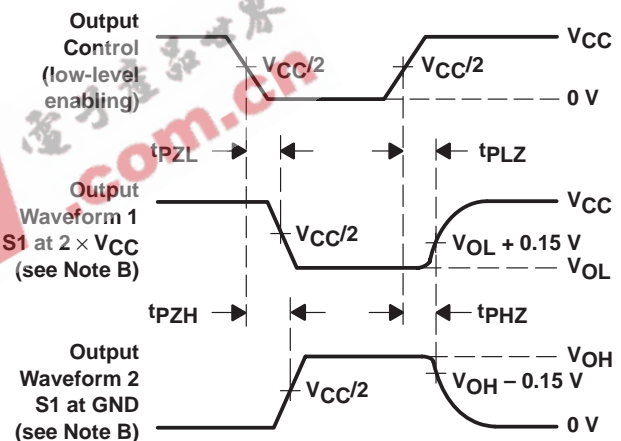 Output
Control
(low-level
enabling)
VCC/2
VCC/2
VCC
0 V
tPZL
tPLZ
Output
Waveform 1
S1 at 2 × VCC
(see Note B)
VCC/2
VCC
VOL + 0.15 V
VOL
tPZH
tPHZ
Output
Waveform 2
S1 at GND
(see Note B)
VCC/2
VOH
VOH − 0.15 V
0 V
.com.cn